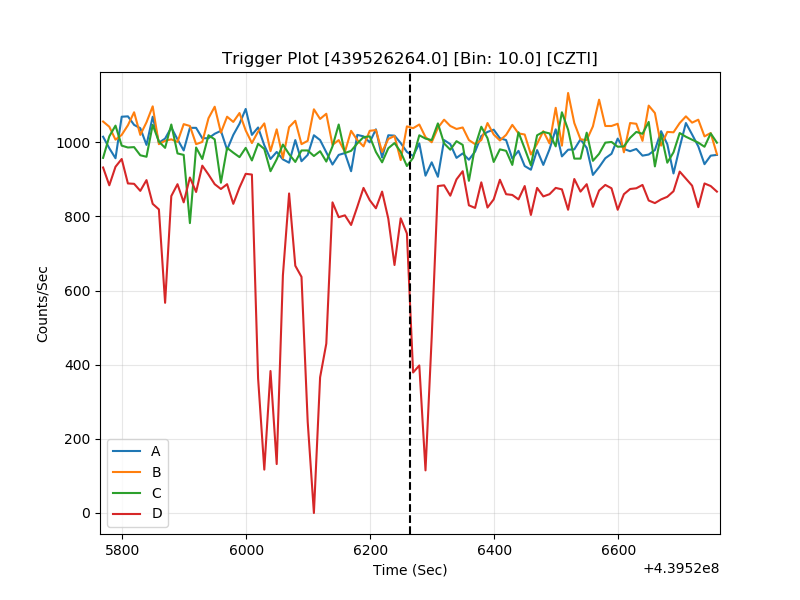 Trigger Plot [439526264.0] [Bin: 10.0] [CZTI]
Counts/Sec
1000
800
600
400
200
0
A
B
C
D
5800
6000
6200
6400
6600
Time (Sec)
+4.3952e8